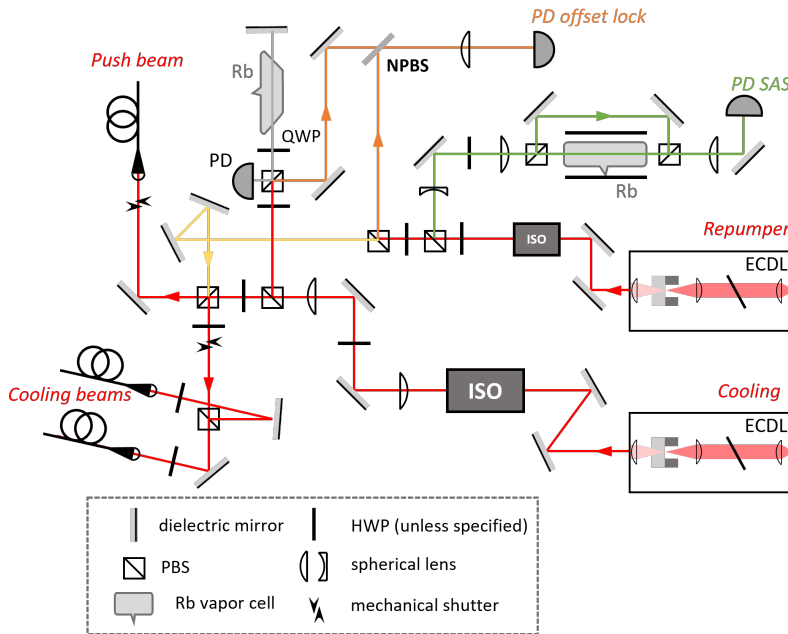 PD offset lock
Push beam
Rb
NPBS
PD SAS
QWP
PD
Rb
Repumper
ISO
ECDL
Cooling beams
ISO
Cooling
ECDL
dielectric mirror
HWP (unless specified)
PBS
spherical lens
Rb vapor cell
mechanical shutter